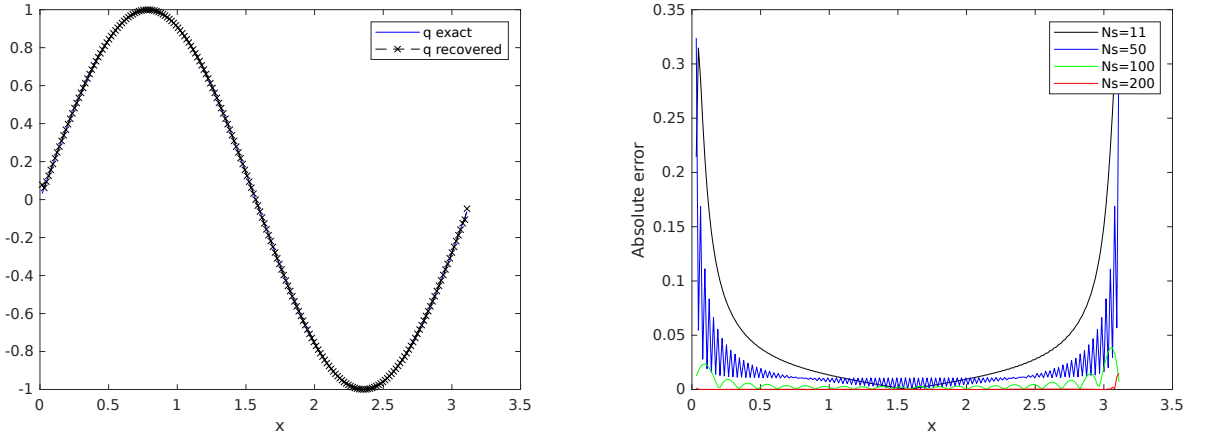 1
0.8
0.6
0.4
0.2
0
-0.2
-0.4
-0.6
-0.8
-1
0 0.5 1 1.5 2 2.5 3 3.5
x
q exact
q recovered
Absolute error
0.35
0.3
0.25
0.2
0.15
0.1
0.05
0
0 0.5 1 1.5 2 2.5 3 3.5
x
Ns=11
Ns=50
Ns=100
Ns=200